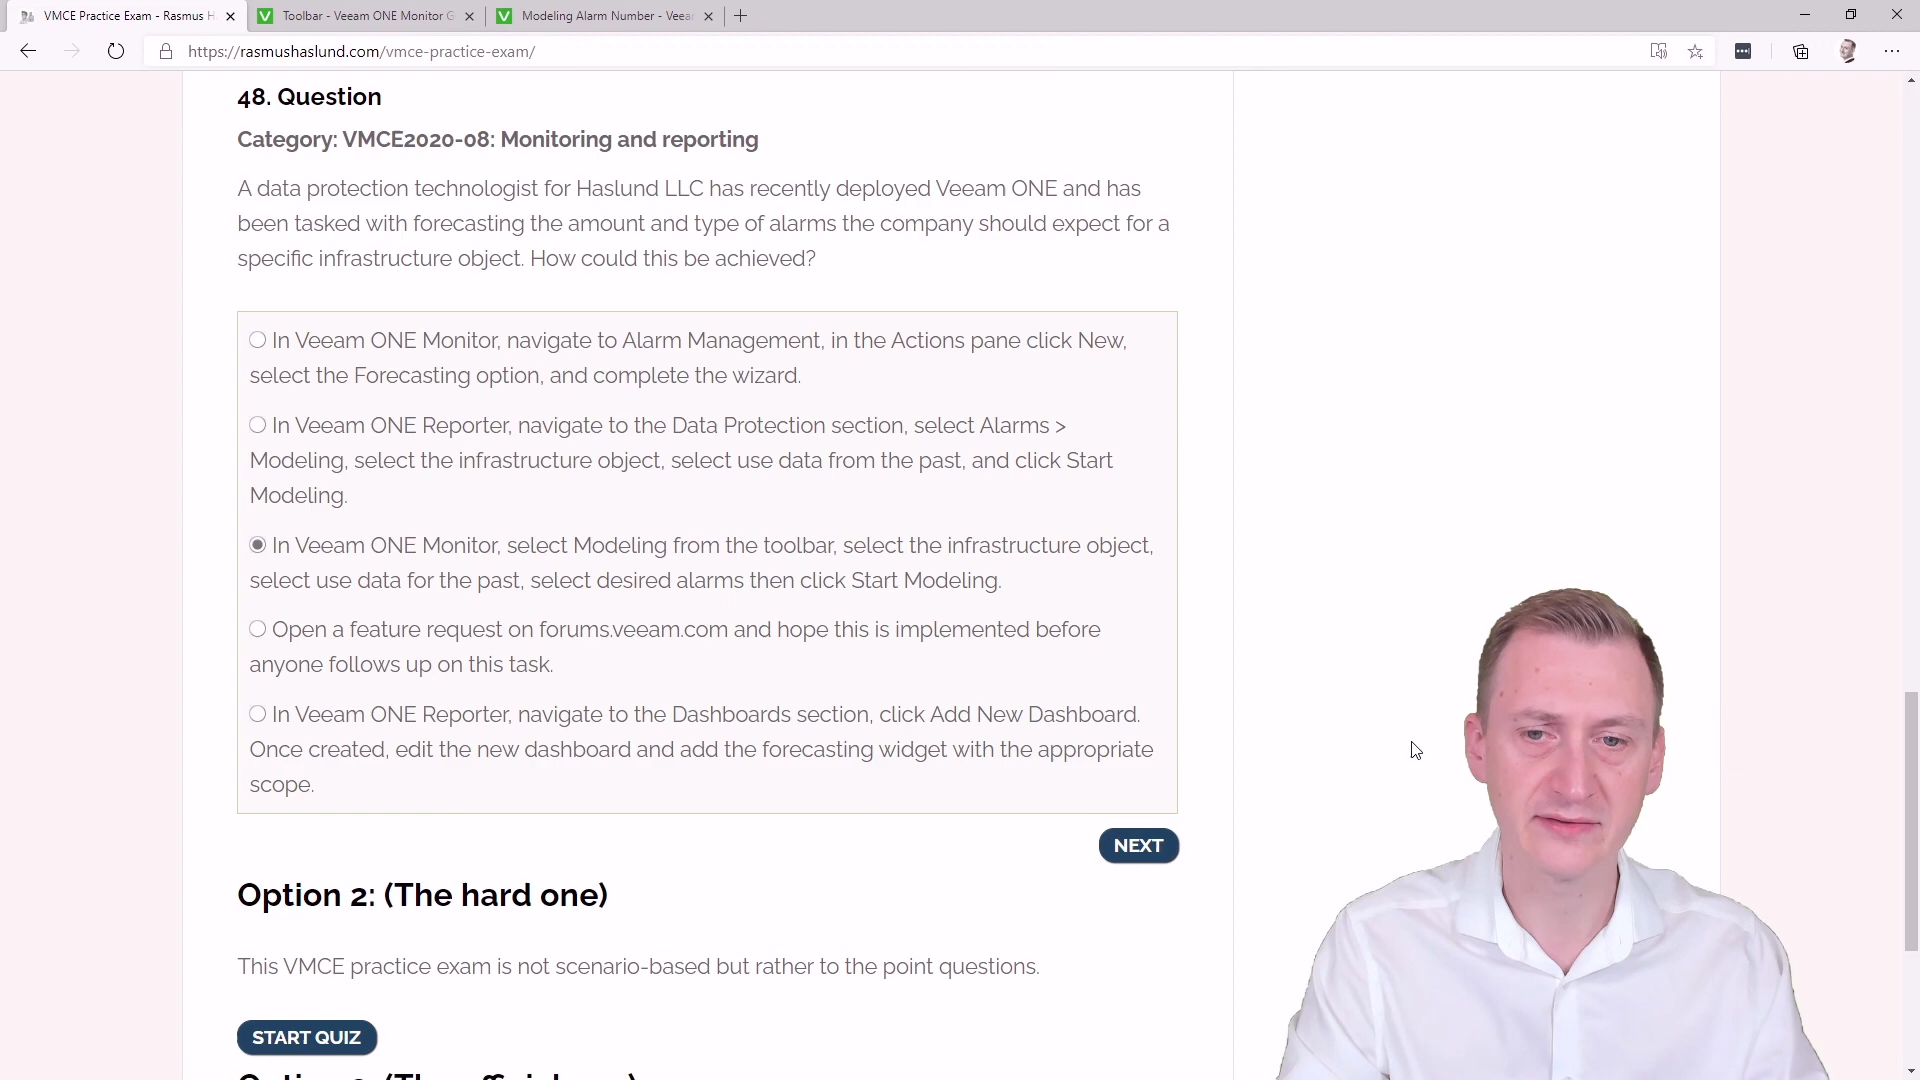 VMCE Practice Exam - Rasmus H
Toolbar - Veeam ONE Monitor G
Modeling Alarm Number - Veea
https://rasmushaslund.com/vmce-practice-exam/
48. Question
Category: VMCE2020-08: Monitoring and reporting
A data protection technologist for Haslund LLC has recently deployed Veeam ONE and has
been tasked with forecasting the amount and type of alarms the company should expect for a
specific infrastructure object. How could this be achieved?
In Veeam ONE Monitor, navigate to Alarm Management, in the Actions pane click New,
select the Forecasting option, and complete the wizard.
In Veeam ONE Reporter, navigate to the Data Protection section, select Alarms >
Modeling, select the infrastructure object, select use data from the past, and click Start
Modeling.
In Veeam ONE Monitor, select Modeling from the toolbar, select the infrastructure object,
select use data for the past, select desired alarms then click Start Modeling.
Open a feature request on forums.veeam.com and hope this is implemented before
anyone follows up on this task.
In Veeam ONE Reporter, navigate to the Dashboards section, click Add New Dashboard.
Once created, edit the new dashboard and add the forecasting widget with the appropriate
scope.
NEXT
Option 2: (The hard one)
This VMCE practice exam is not scenario-based but rather to the point questions.
START QUIZ